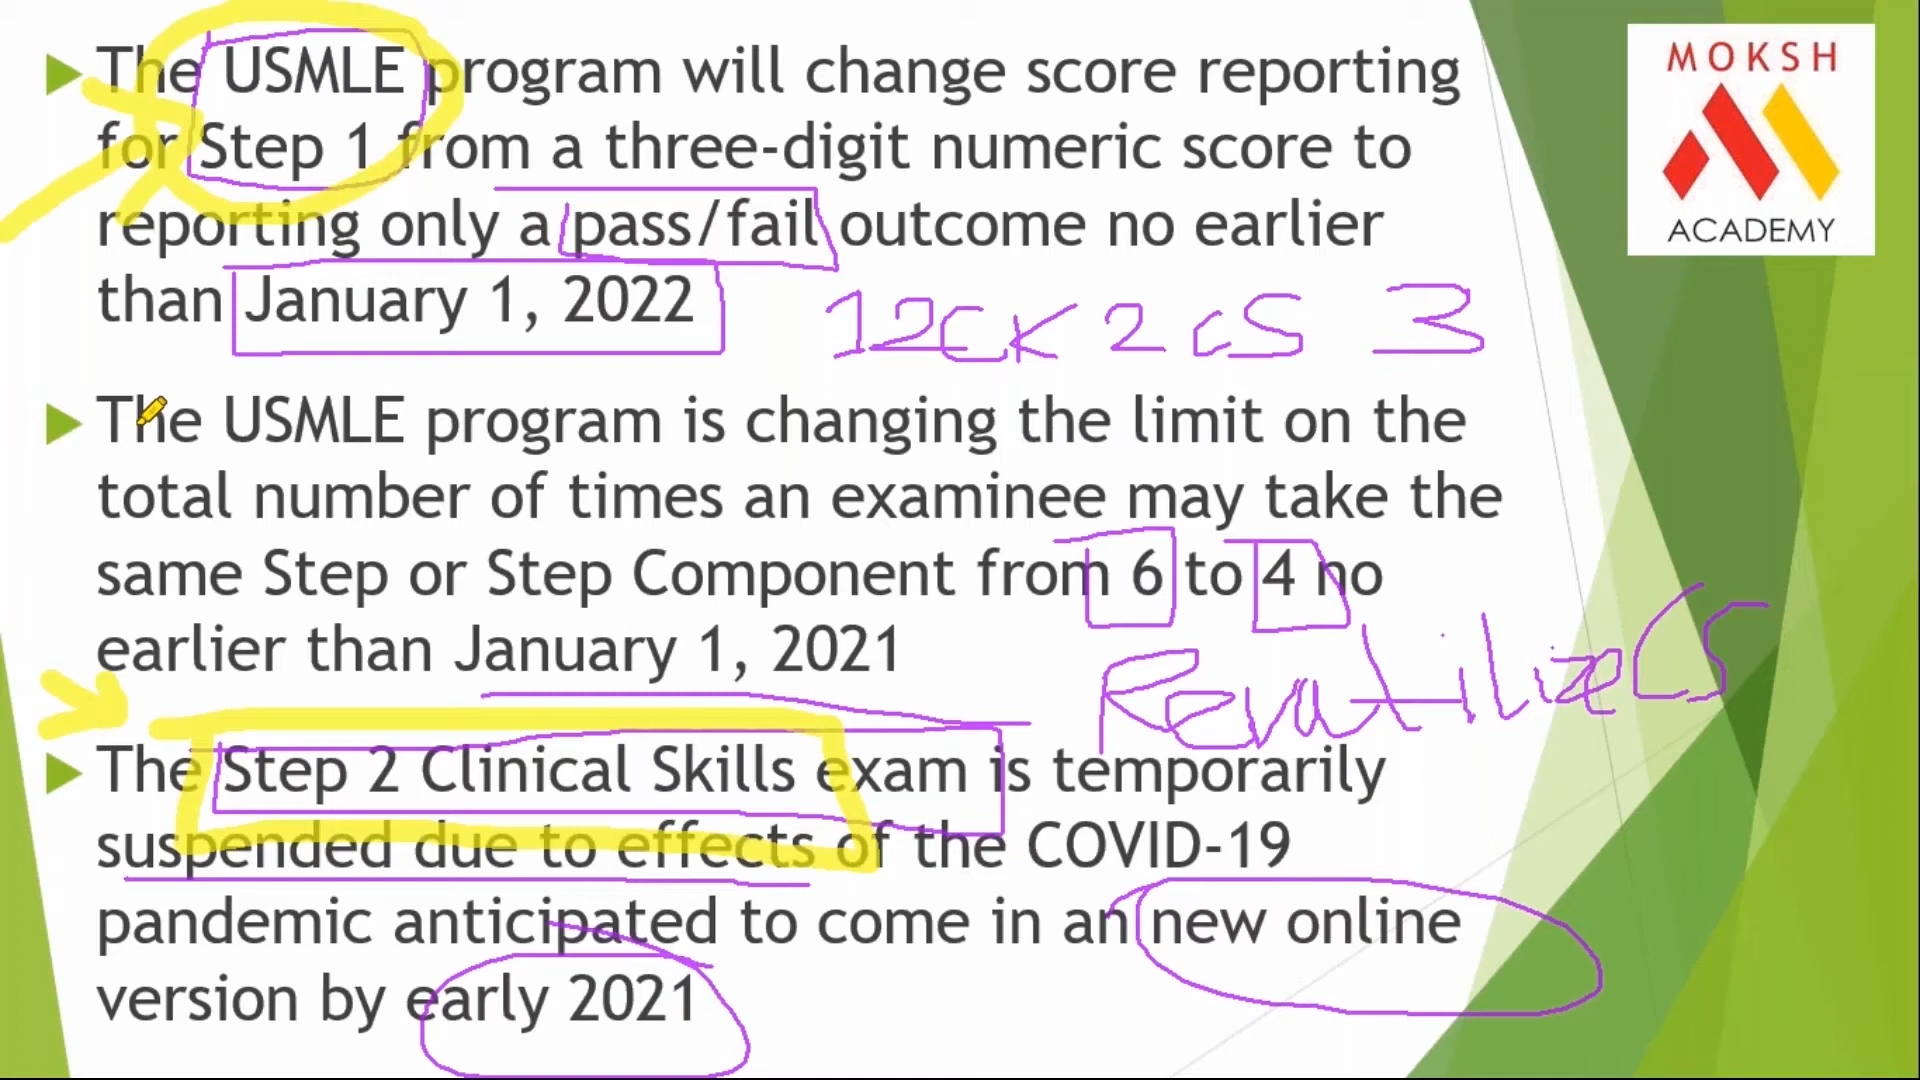 The USMLE program will change score reporting
for Step 1 from a three-digit numeric score to
reporting only a pass/fail outcome no earlier
than January 1, 2022
1 2CK 2 CS 3
The USMLE program is changing the limit on the
total number of times an examinee may take the
same Step or Step Component from 6 to 4 no
earlier than January 1, 2021
CS
The Step 2 Clinical Skills exam is temporarily
suspended due to effects of the COVID-19
pandemic anticipated to come in an new online
version by early 2021
MOKSH
ACADEMY